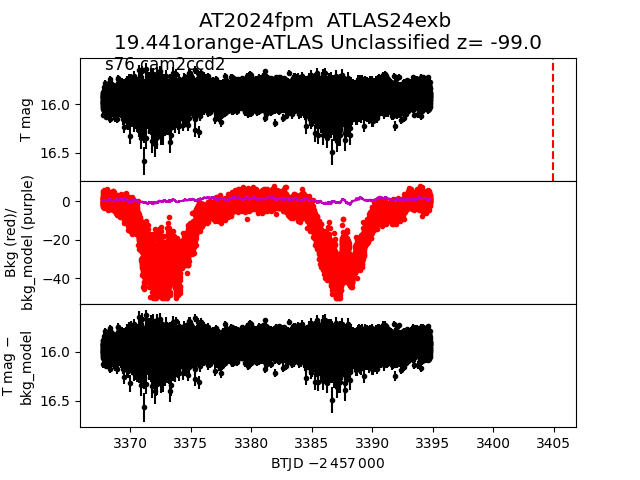 AT2024fpm  ATLAS24exb
19.441orange-ATLAS Unclassified z= -99.0
s76 cam2ccd2
T mag
16.0
16.5
Bkg (red)/
bkg_model (purple)
0
−20
−40
T mag −
bkg_model
16.0
16.5
3370 3375 3380 3385 3390 3395 3400 3405
BTJD −2 457 000